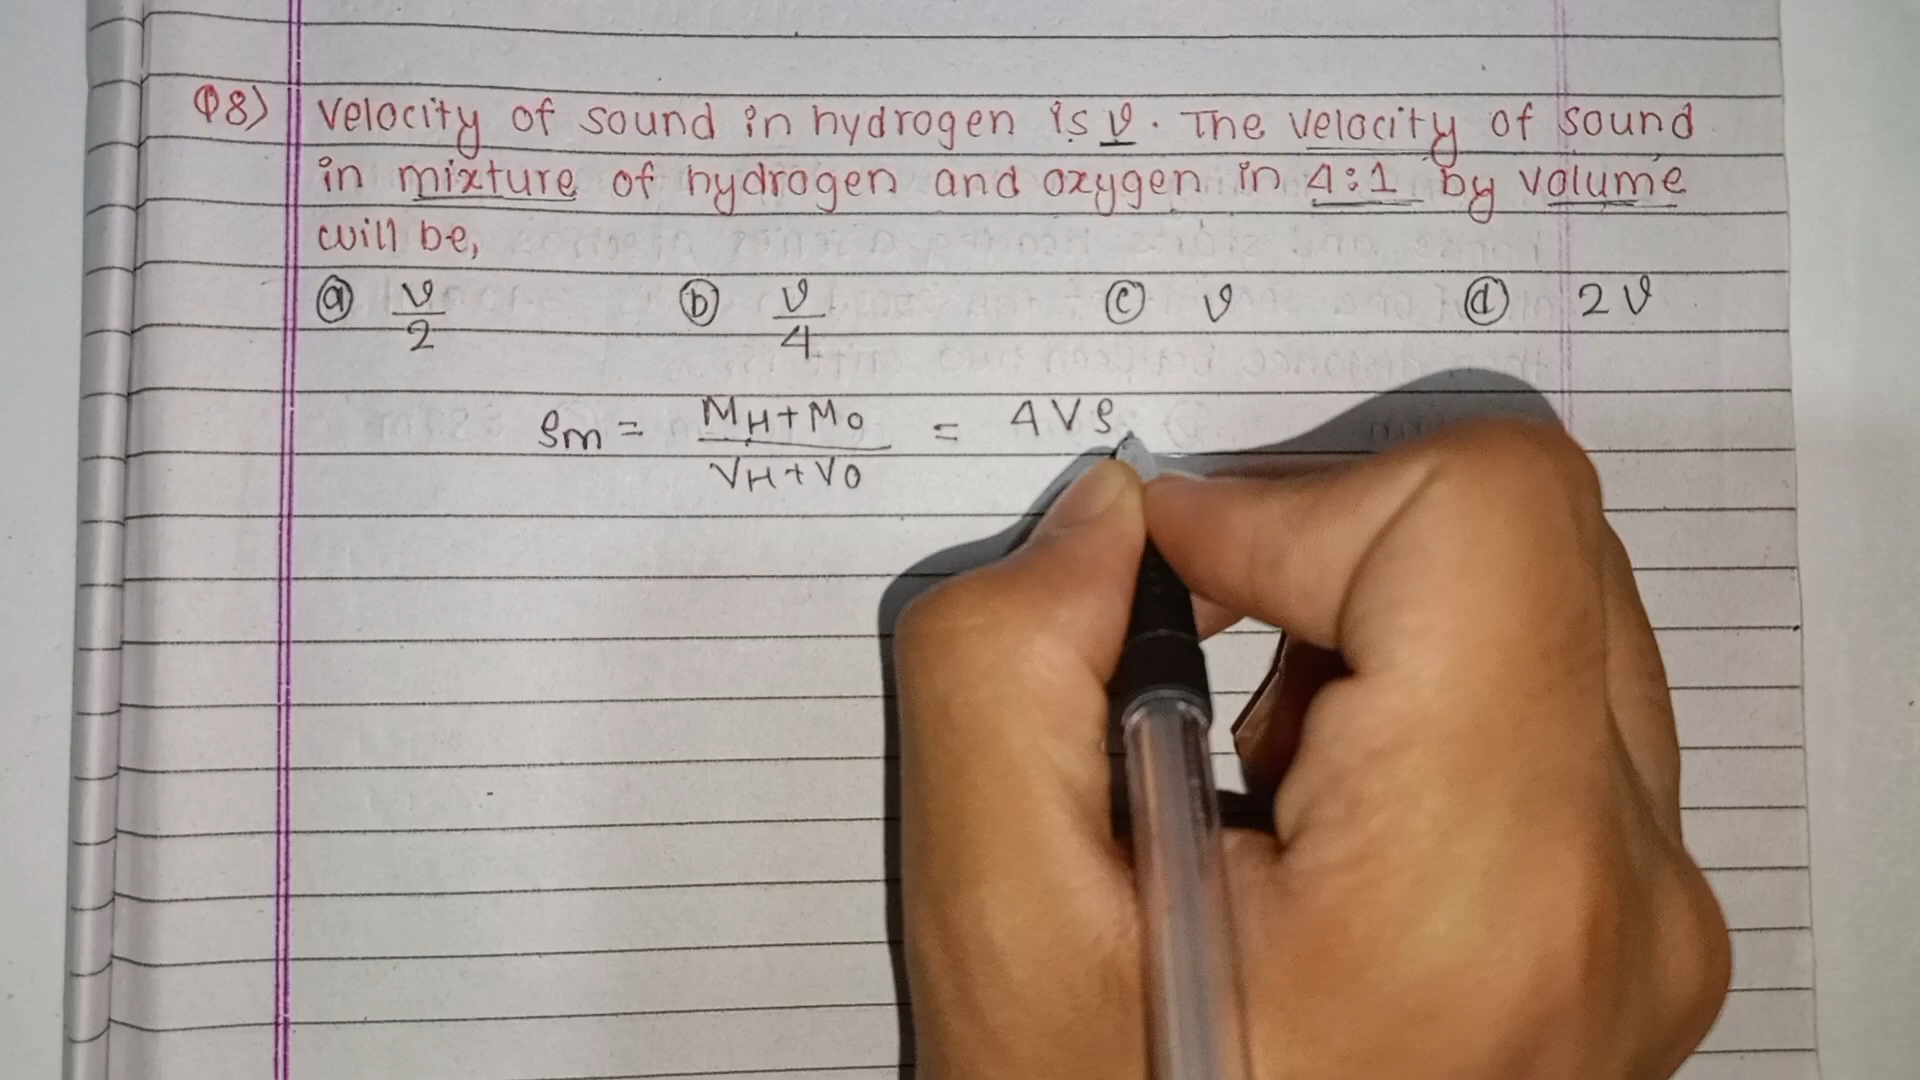 Q8) Velocity of sound in hydrogen is v. The velocity of sound
in mixture of hydrogen and oxygen in 4:1 by volume
will be,
(a) v/2 (b) v/4 (c) v (d) 2v
ρm = (MH+MO)/(VH+VO) = 4Vρ